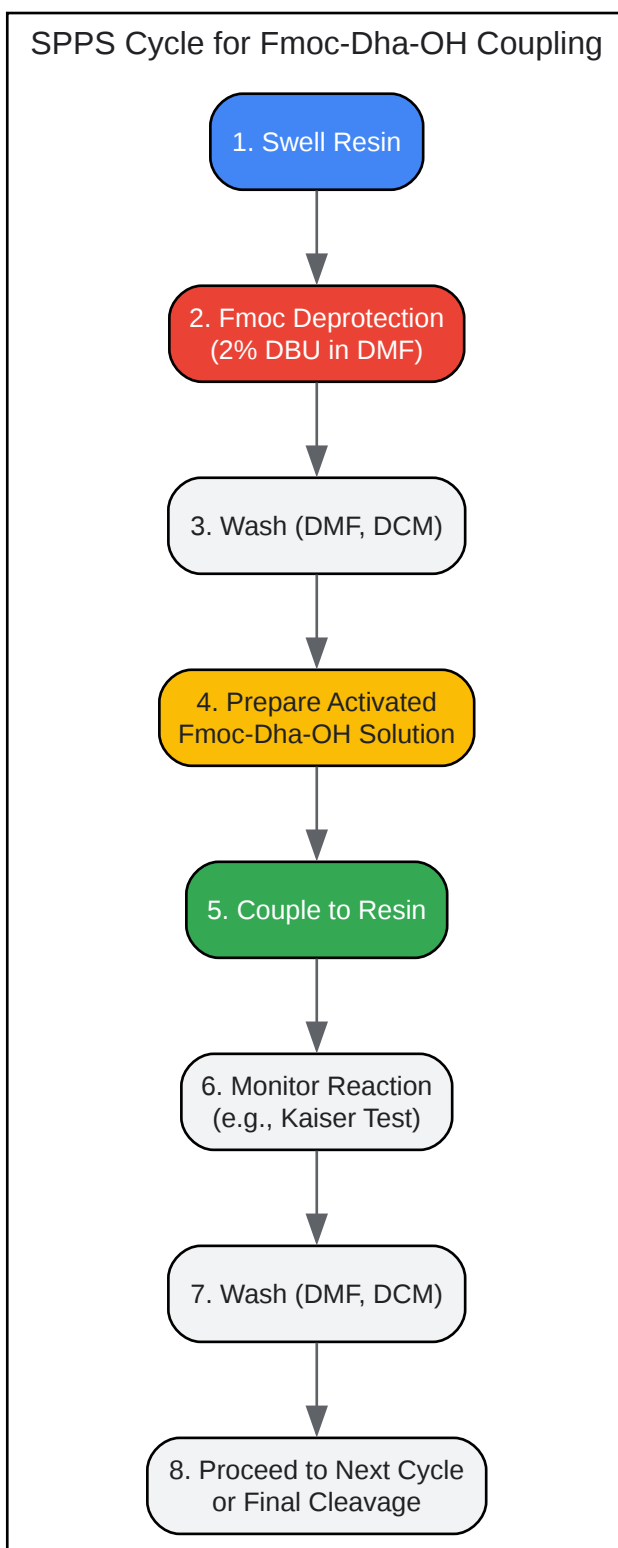 SPPS Cycle for Fmoc-Dha-OH Coupling
1. Swell Resin
2. Fmoc Deprotection
(2% DBU in DMF)
3. Wash (DMF, DCM)
4. Prepare Activated
Fmoc-Dha-OH Solution
5. Couple to Resin
6. Monitor Reaction
(e.g., Kaiser Test)
7. Wash (DMF, DCM)
8. Proceed to Next Cycle
or Final Cleavage